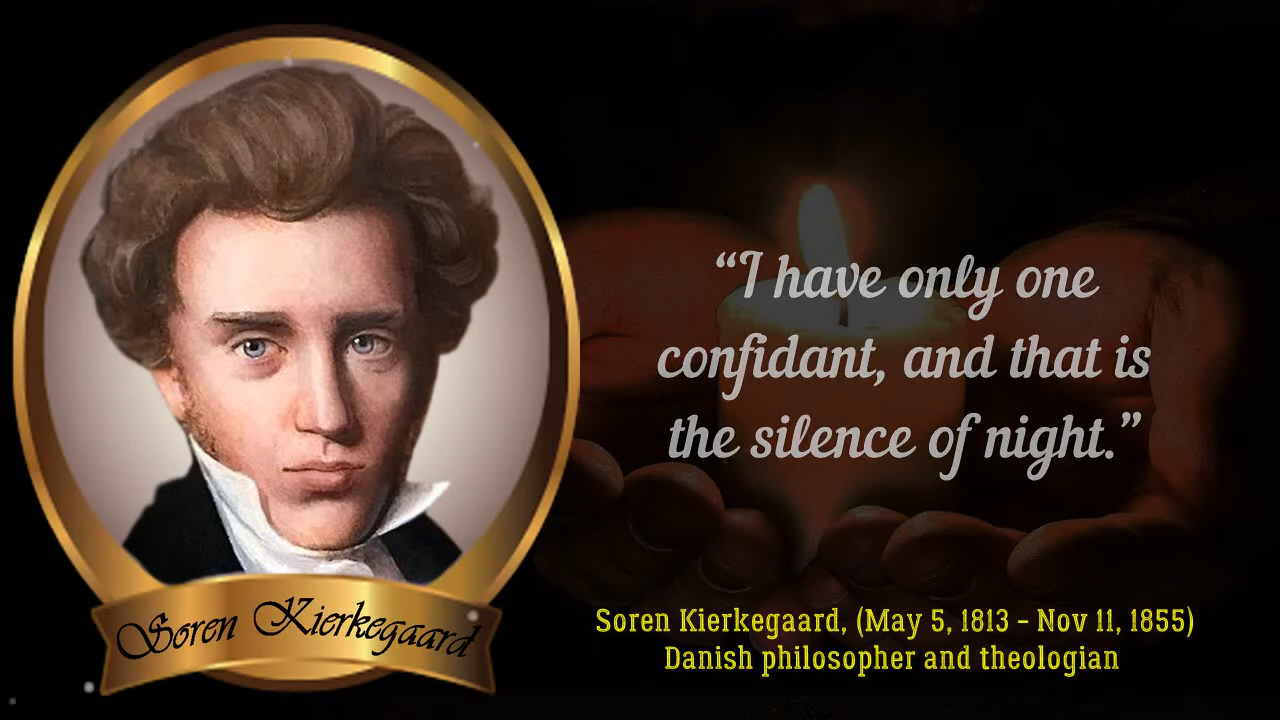 Soren Kierkegaard
“I have only one
confidant, and that is
the silence of night.”
Soren Kierkegaard, (May 5, 1813 - Nov 11, 1855)
Danish philosopher and theologian